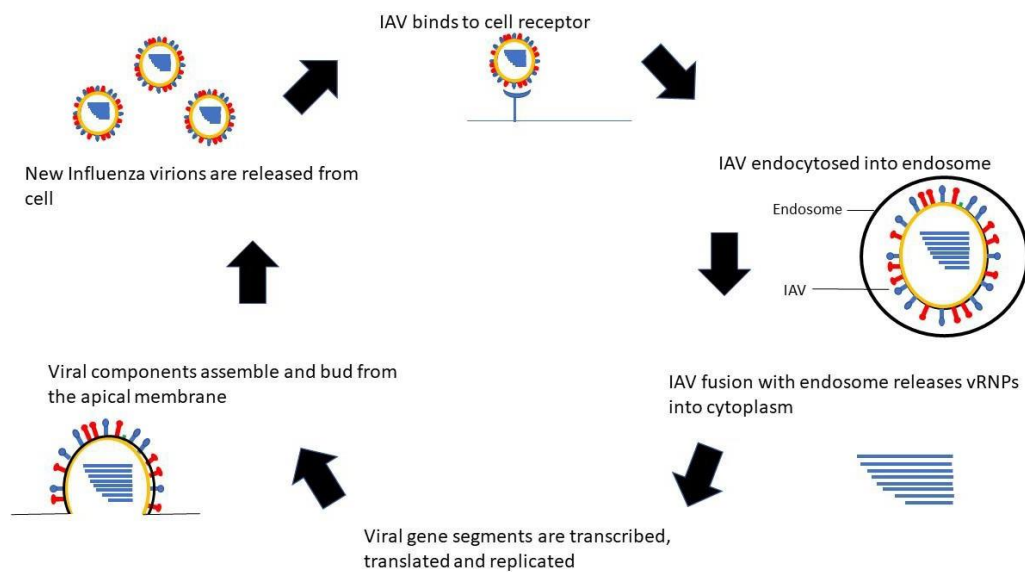 IAV binds to cell receptor
IAV endocytosed into endosome
Endosome
IAV
IAV fusion with endosome releases vRNPs
into cytoplasm
Viral gene segments are transcribed,
translated and replicated
Viral components assemble and bud from
the apical membrane
New Influenza virions are released from
cell